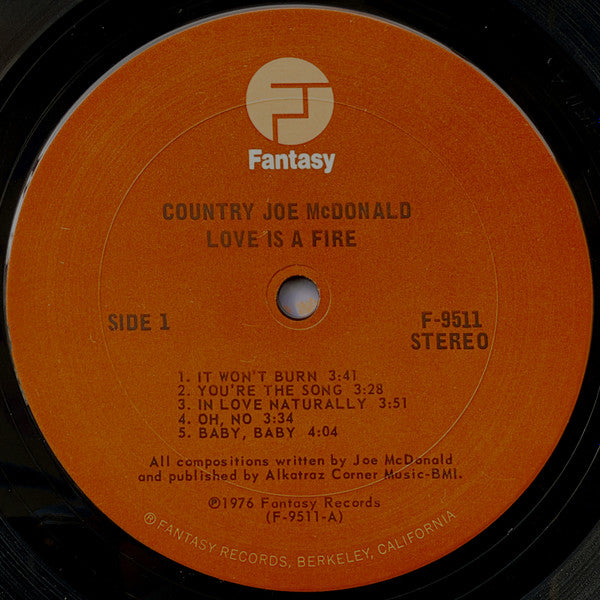 Fantasy
COUNTRY JOE McDONALD
LOVE IS A FIRE
SIDE 1
F-9511
STEREO
1. IT WON'T BURN 3:41
2. YOU'RE THE SONG 3:28
3. IN LOVE NATURALLY 3:51
4. OH, NO 3:34
5. BABY, BABY 4:04
All compositions written by Joe McDonald
and published by Alkatraz Corner Music-BMI.
℗1976 Fantasy Records
(F-9511-A)
® FANTASY RECORDS, BERKELEY, CALIFORNIA